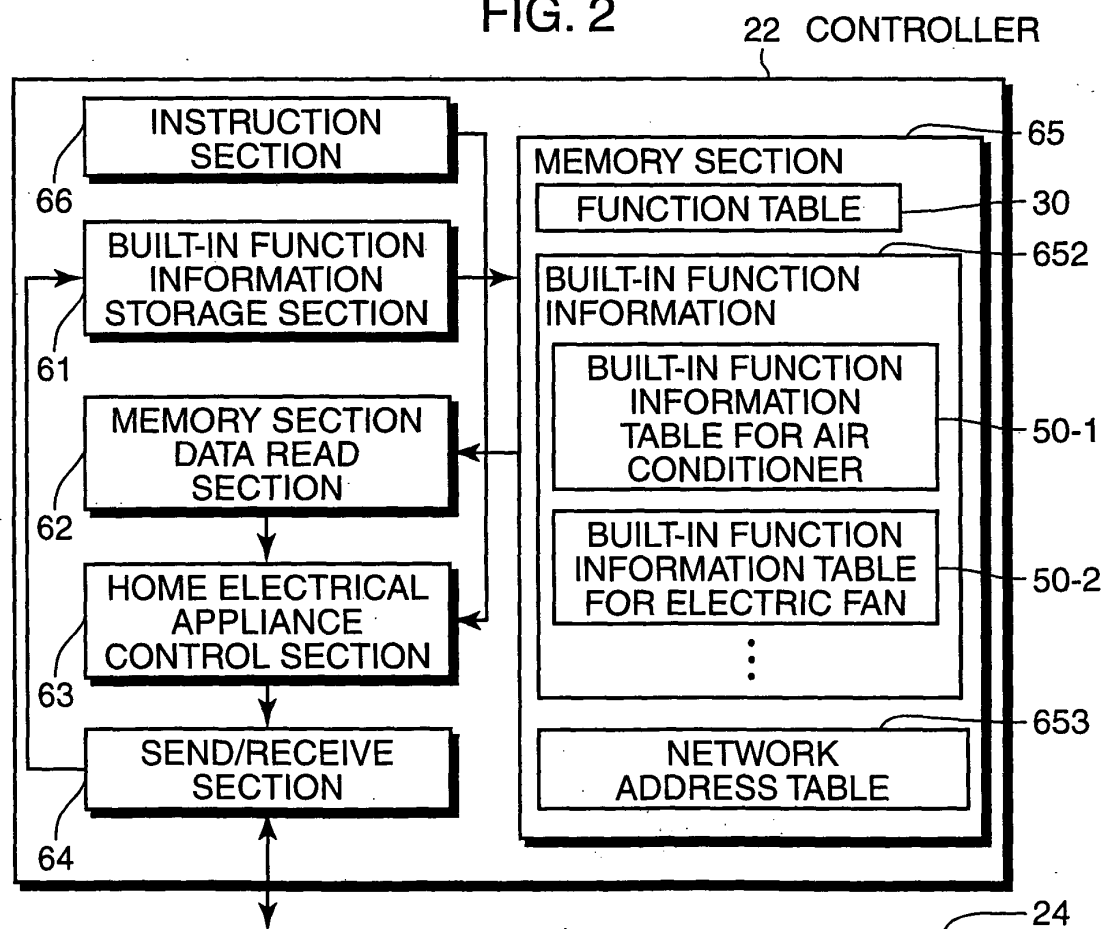 FIG. 2
22 CONTROLLER
INSTRUCTION
SECTION
66
BUILT-IN FUNCTION
INFORMATION
STORAGE SECTION
61
MEMORY SECTION
DATA READ
SECTION
62
HOME ELECTRICAL
APPLIANCE
CONTROL SECTION
63
SEND/RECEIVE
SECTION
64
65
MEMORY SECTION
FUNCTION TABLE
30
652
BUILT-IN FUNCTION
INFORMATION
BUILT-IN FUNCTION
INFORMATION
TABLE FOR AIR
CONDITIONER
50-1
BUILT-IN FUNCTION
INFORMATION TABLE
FOR ELECTRIC FAN
50-2
653
NETWORK
ADDRESS TABLE
24